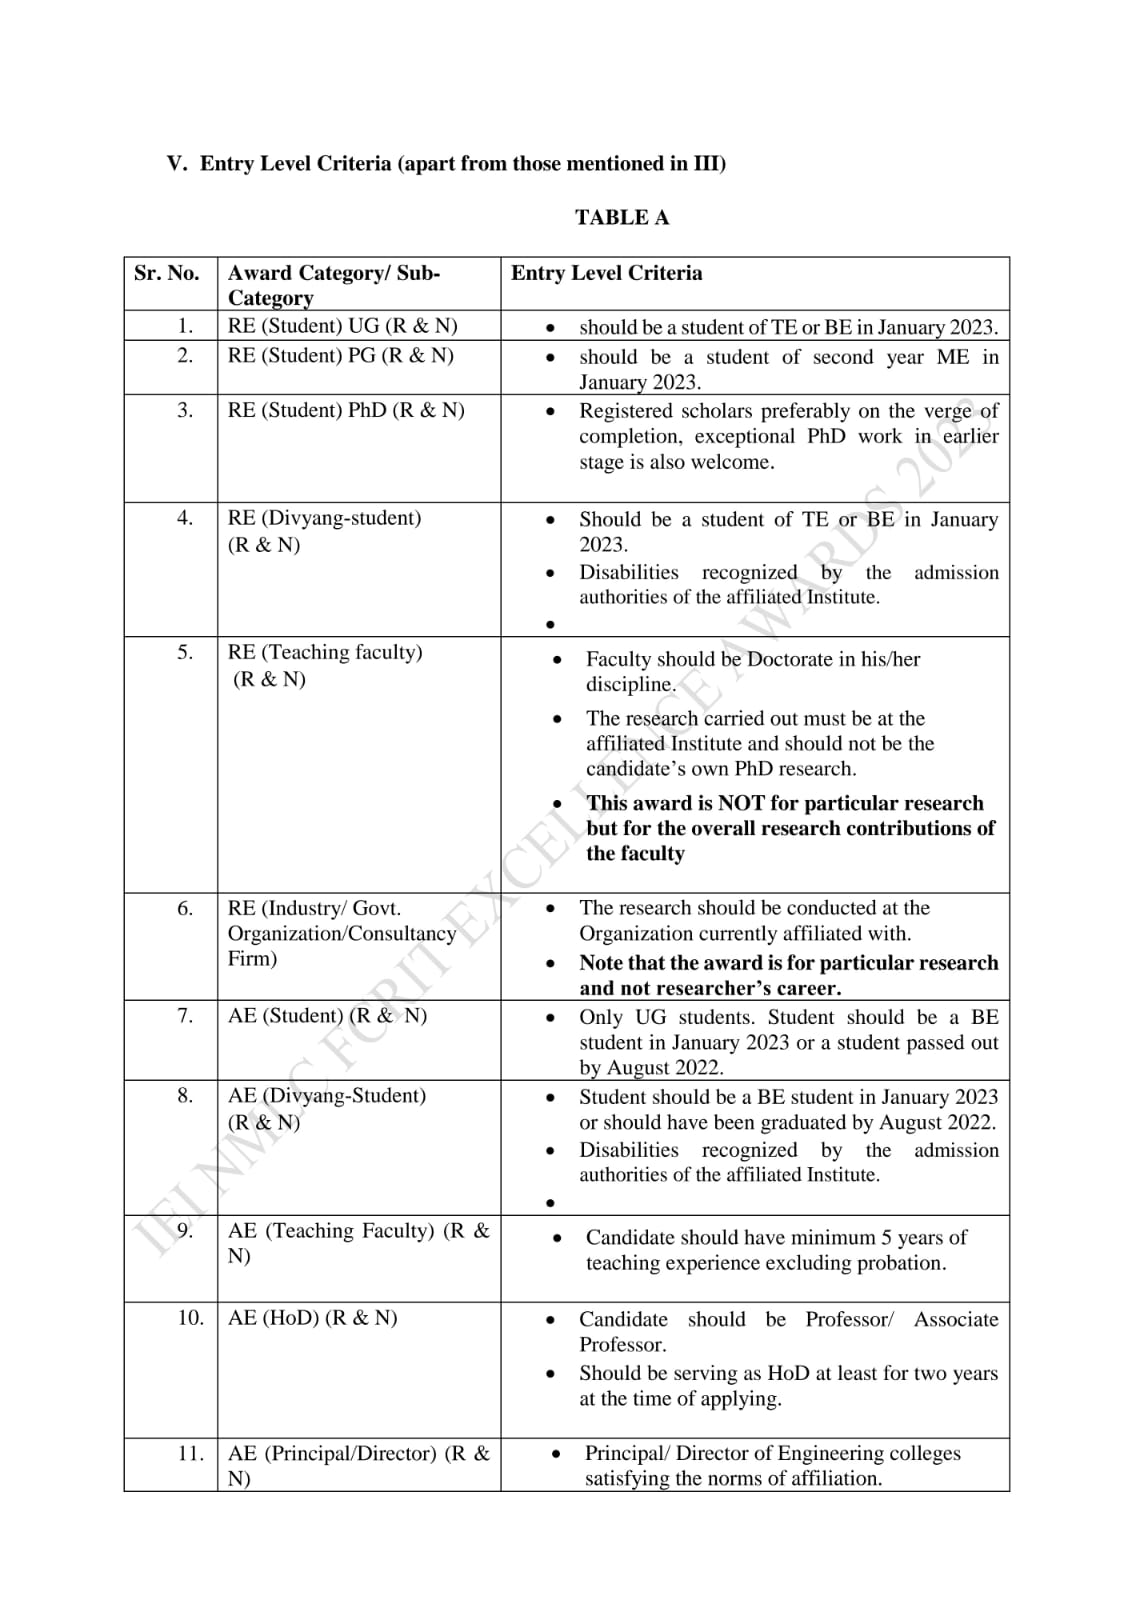 V. Entry Level Criteria (apart from those mentioned in III)
TABLE A
Sr. No. Award Category/ Sub- Entry Level Criteria
Category
1. RE (Student) UG (R & N) • should be a student of TE or BE in January 2023.
2. RE (Student) PG (R & N) • should be a student of second year ME in
January 2023.
3. RE (Student) PhD (R & N) • Registered scholars preferably on the verge of
completion, exceptional PhD work in earlier
stage is also welcome.
4. RE (Divyang-student) • Should be a student of TE or BE in January
(R & N) 2023.
• Disabilities recognized by the admission
authorities of the affiliated Institute.
•
5. RE (Teaching faculty) • Faculty should be Doctorate in his/her
(R & N) discipline.
• The research carried out must be at the
affiliated Institute and should not be the
candidate's own PhD research.
• This award is NOT for particular research
but for the overall research contributions of
the faculty
6. RE (Industry/ Govt. • The research should be conducted at the
Organization/Consultancy Organization currently affiliated with.
Firm) • Note that the award is for particular research
and not researcher's career.
7. AE (Student) (R & N) • Only UG students. Student should be a BE
student in January 2023 or a student passed out
by August 2022.
8. AE (Divyang-Student) • Student should be a BE student in January 2023
(R & N) or should have been graduated by August 2022.
• Disabilities recognized by the admission
authorities of the affiliated Institute.
•
9. AE (Teaching Faculty) (R & • Candidate should have minimum 5 years of
N) teaching experience excluding probation.
10. AE (HoD) (R & N) • Candidate should be Professor/ Associate
Professor.
• Should be serving as HoD at least for two years
at the time of applying.
11. AE (Principal/Director) (R & • Principal/ Director of Engineering colleges
N) satisfying the norms of affiliation.
IEI NMLC FCRIT EXCELLENCE AWARDS 2023